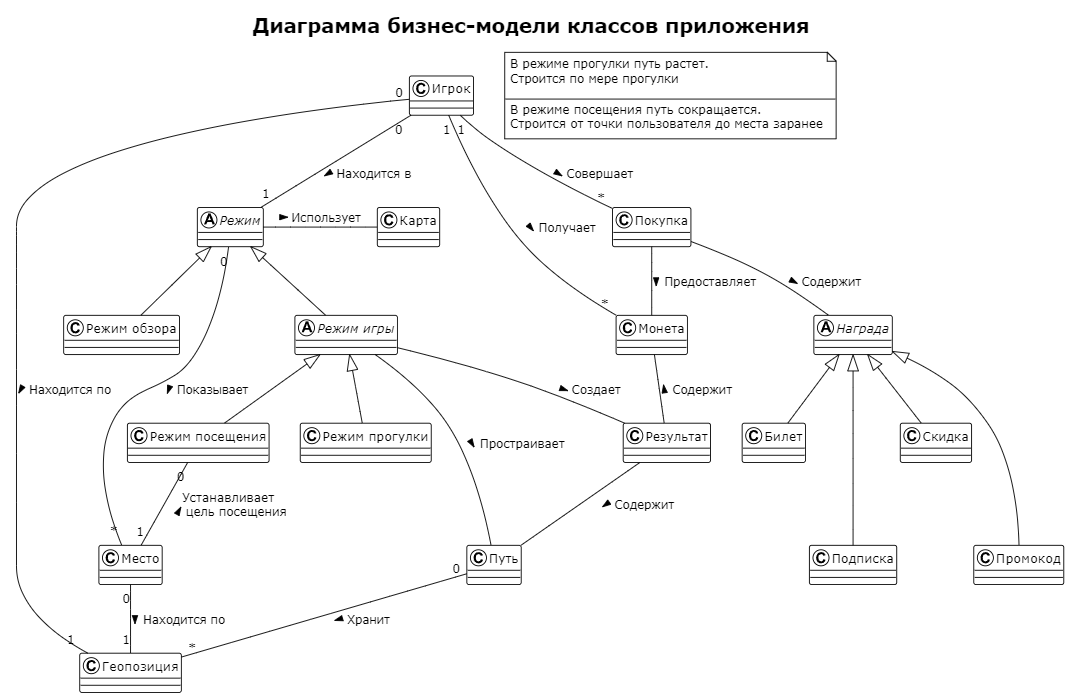 Диаграмма бизнес-модели классов приложения
В режиме прогулки путь растет.
Строится по мере прогулки
В режиме посещения путь сокращается.
Строится от точки пользователя до места заранее
C Игрок
0
0
1
1
Находится в
Совершает
1
*
A Режим
Использует
C Карта
Получает
C Покупка
0
Предоставляет
Содержит
*
C Режим обзора
A Режим игры
C Монета
A Награда
Находится по
Показывает
Создает
Содержит
C Режим посещения
C Режим прогулки
Простраивает
C Результат
C Билет
C Скидка
0
Устанавливает
цель посещения
Содержит
*
1
C Место
C Путь
C Подписка
C Промокод
0
0
Находится по
Хранит
1
1
*
C Геопозиция